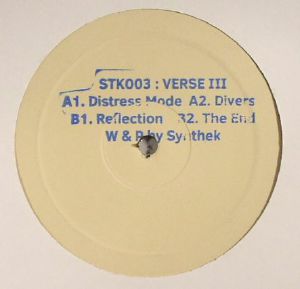 STK003 : VERSE III
A1. Distress Mode A2. Divers
B1. Reflection B2. The End
W & P by Synthek